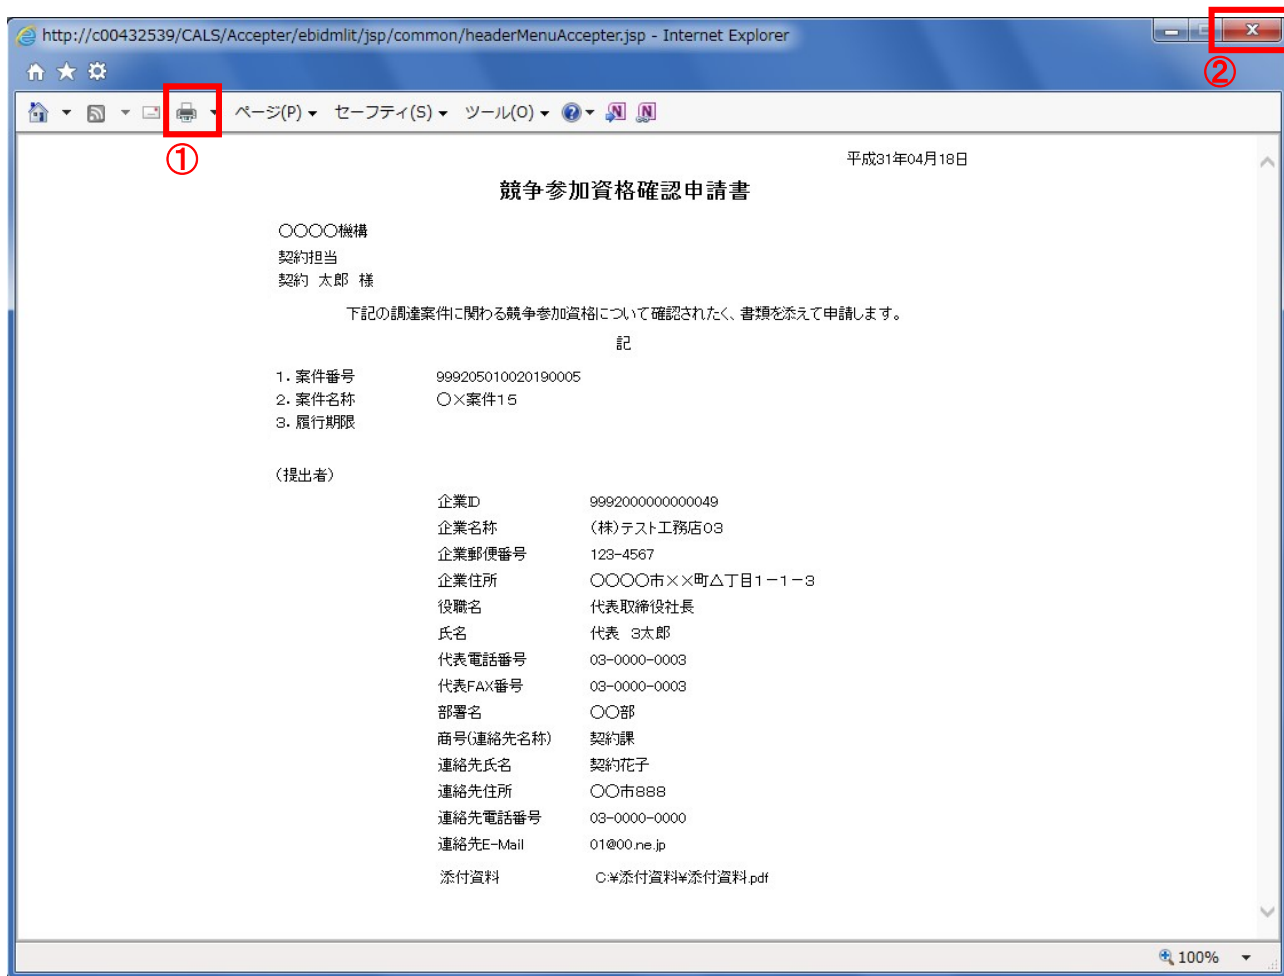 http://c00432539/CALS/Accepter/ebidmlit/jsp/common/headerMenuAccepter.jsp - Internet Explorer
②
ページ(P) セーフティ(S) ツール(O)
①
平成31年04月18日
競争参加資格確認申請書
〇〇〇〇機構
契約担当
契約 太郎 様
下記の調達案件に関わる競争参加資格について確認されたく、書類を添えて申請します。
記
1. 案件番号 999205010020190005
2. 案件名称 〇×案件15
3. 履行期限
(提出者)
企業ID 9992000000000049
企業名称 (株)テスト工務店03
企業郵便番号 123-4567
企業住所 〇〇〇〇市××町△丁目1-1-3
役職名 代表取締役社長
氏名 代表 3太郎
代表電話番号 03-0000-0003
代表FAX番号 03-0000-0003
部署名 〇〇部
商号(連絡先名称) 契約課
連絡先氏名 契約花子
連絡先住所 〇〇市888
連絡先電話番号 03-0000-0000
連絡先E-Mail 01@00.ne.jp
添付資料 C:¥添付資料¥添付資料.pdf
100%